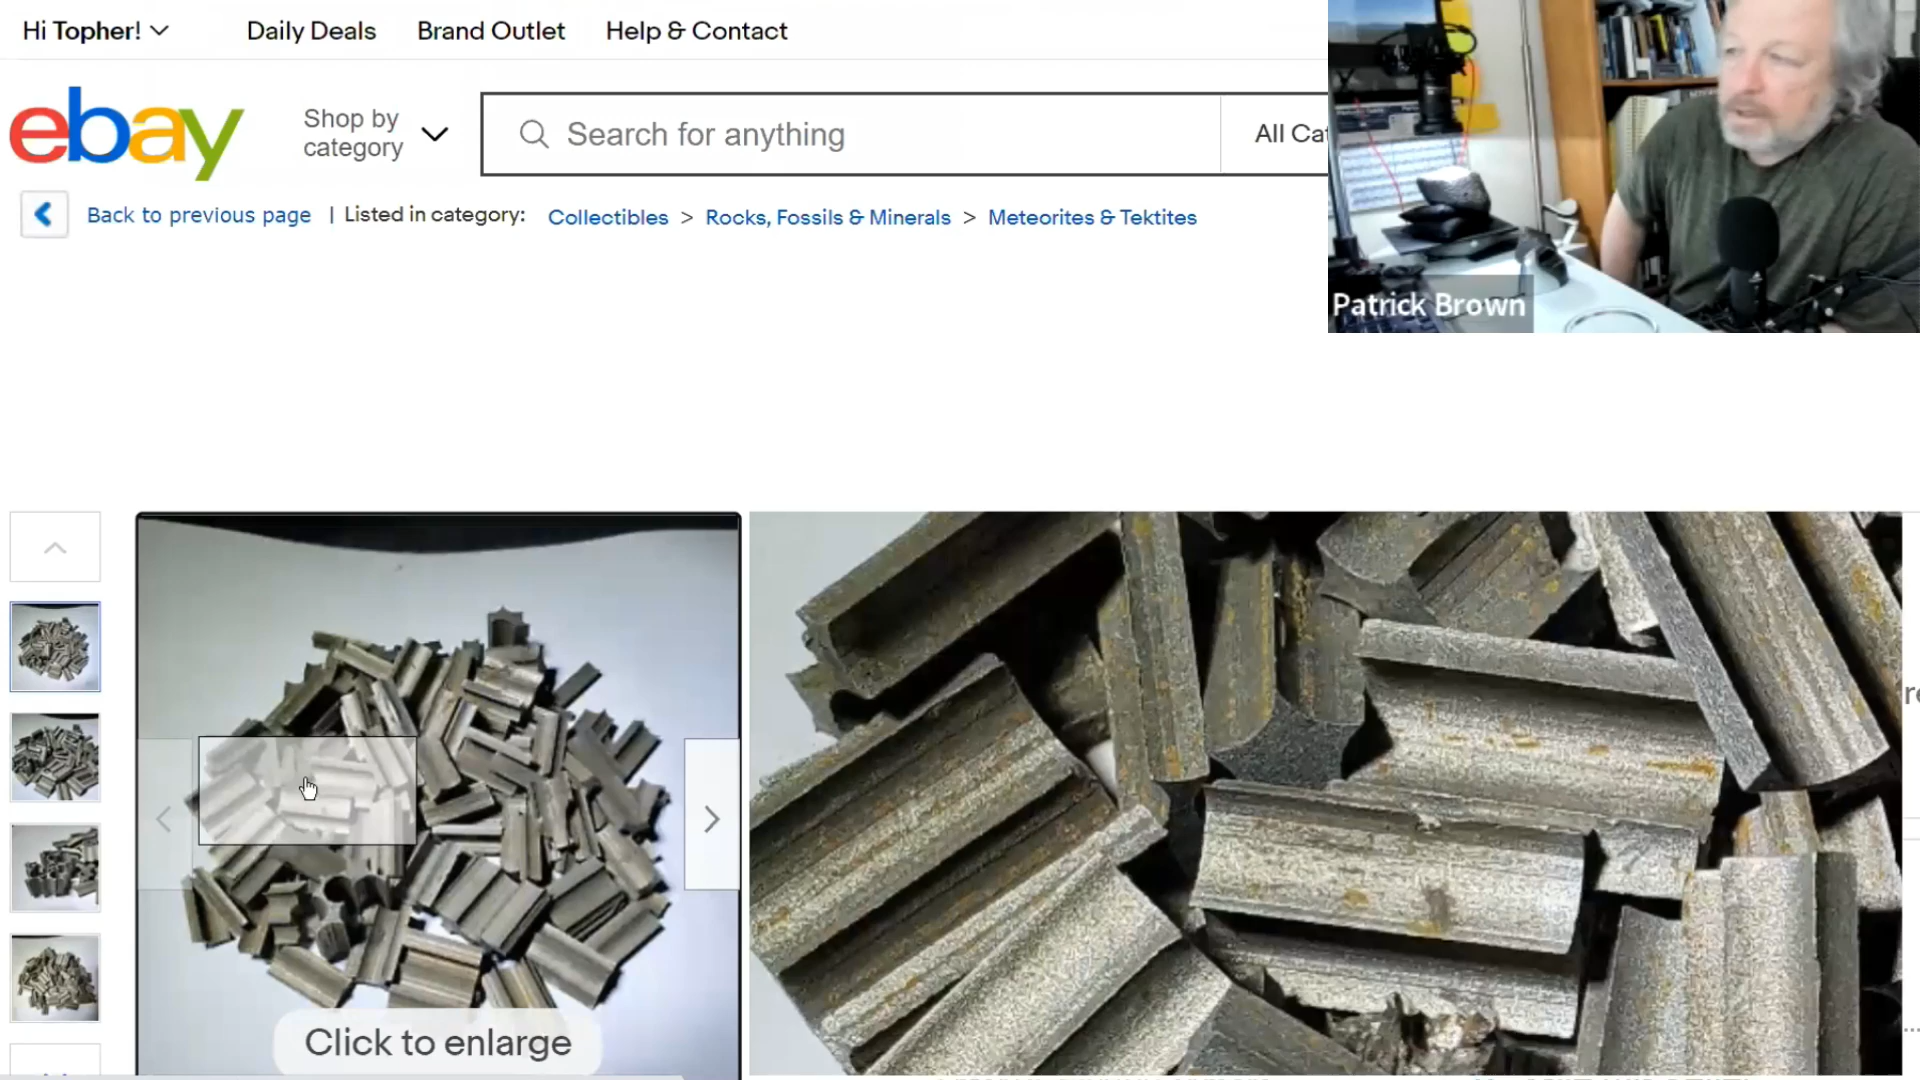 Hi Topher!
Daily Deals
Brand Outlet
Help & Contact
ebay
Shop by
category
Search for anything
All Cat
Back to previous page | Listed in category:
Collectibles > Rocks, Fossils & Minerals > Meteorites & Tektites
Patrick Brown
Click to enlarge